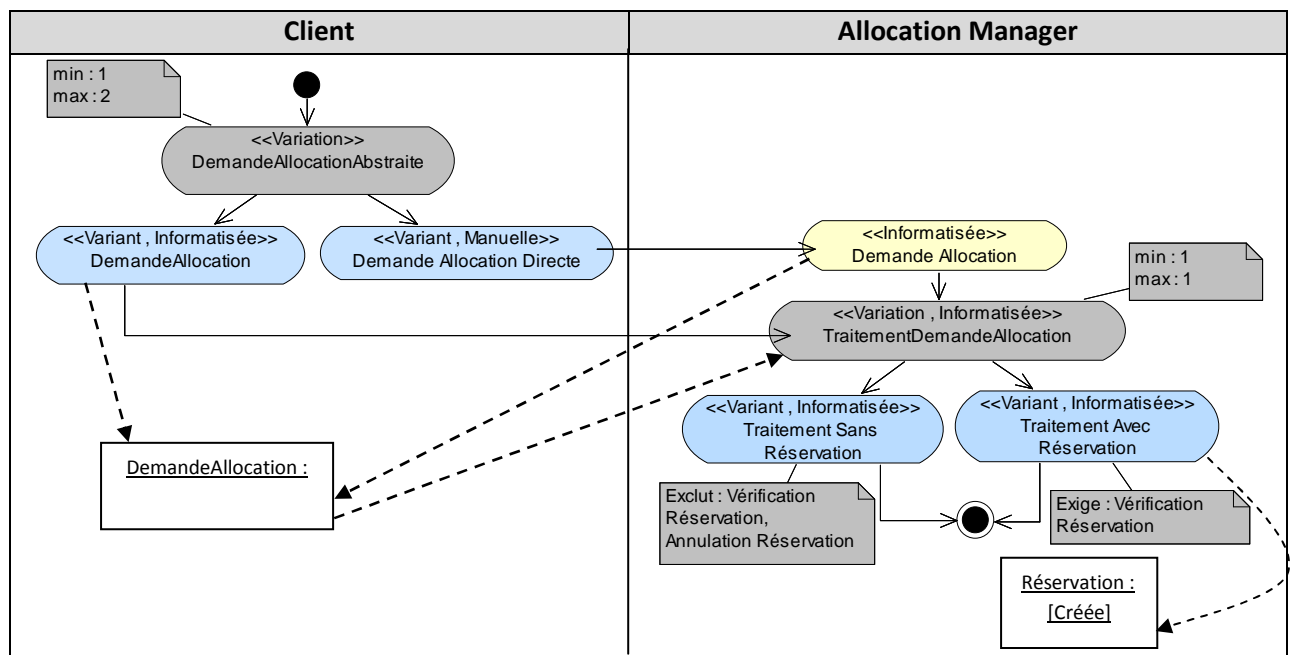 Client
Allocation Manager
min : 1
max : 2
<<Variation>>
DemandeAllocationAbstraite
<<Variant , Informatisée>>
DemandeAllocation
<<Variant , Manuelle>>
Demande Allocation Directe
<<Informatisée>>
Demande Allocation
min : 1
max : 1
<<Variation , Informatisée>>
TraitementDemandeAllocation
<<Variant , Informatisée>>
Traitement Sans
Réservation
<<Variant , Informatisée>>
Traitement Avec
Réservation
DemandeAllocation :
Exclut : Vérification
Réservation,
Annulation Réservation
Exige : Vérification
Réservation
Réservation :
[Créée]